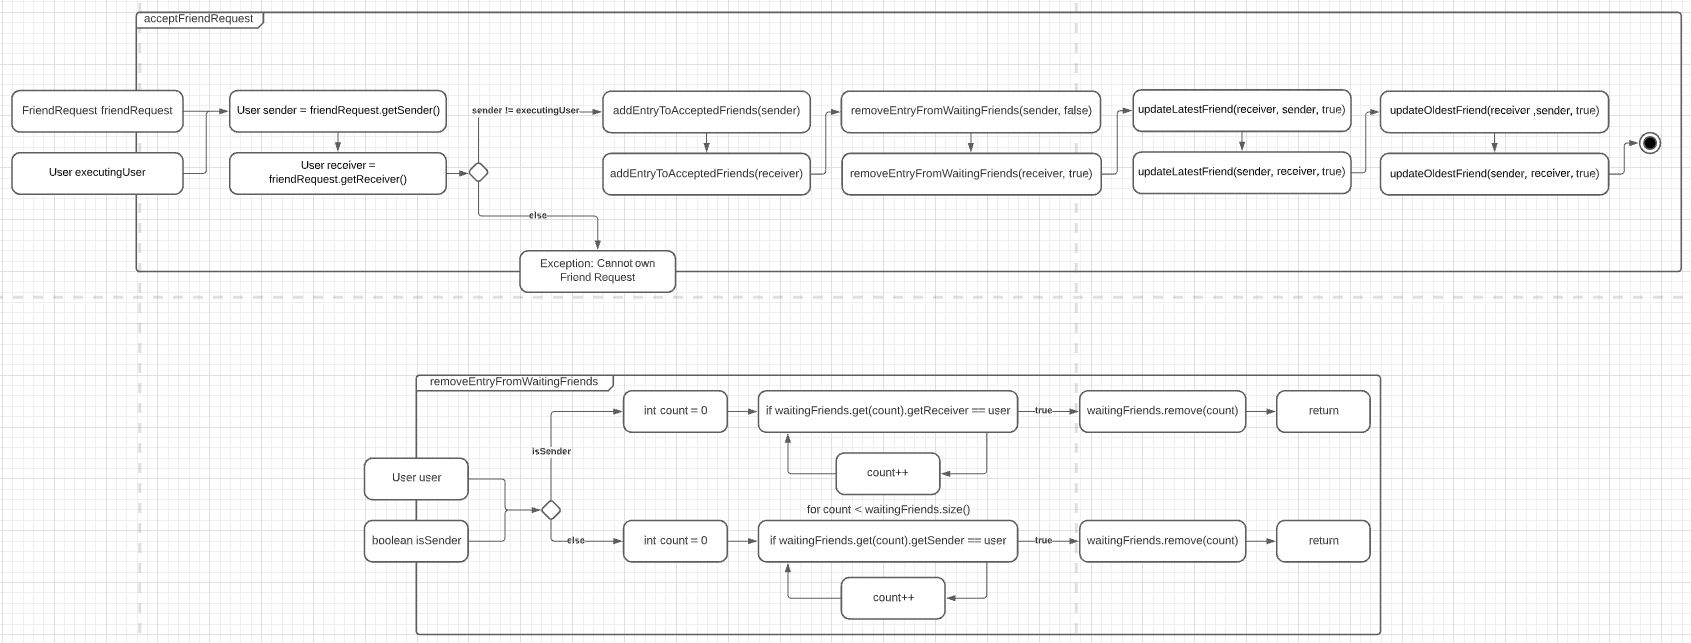 acceptFriendRequest
FriendRequest friendRequest
User executingUser
User sender = friendRequest.getSender()
User receiver =
friendRequest.getReceiver()
sender != executingUser
else
Exception: Cannot own
Friend Request
addEntryToAcceptedFriends(sender)
addEntryToAcceptedFriends(receiver)
removeEntryFromWaitingFriends(sender, false)
removeEntryFromWaitingFriends(receiver, true)
updateLatestFriend(receiver, sender, true)
updateLatestFriend(sender, receiver, true)
updateOldestFriend(receiver ,sender, true)
updateOldestFriend(sender, receiver, true)
removeEntryFromWaitingFriends
User user
boolean isSender
isSender
int count = 0
if waitingFriends.get(count).getReceiver == user
true
waitingFriends.remove(count)
return
count++
for count < waitingFriends.size()
else
int count = 0
if waitingFriends.get(count).getSender == user
true
waitingFriends.remove(count)
return
count++